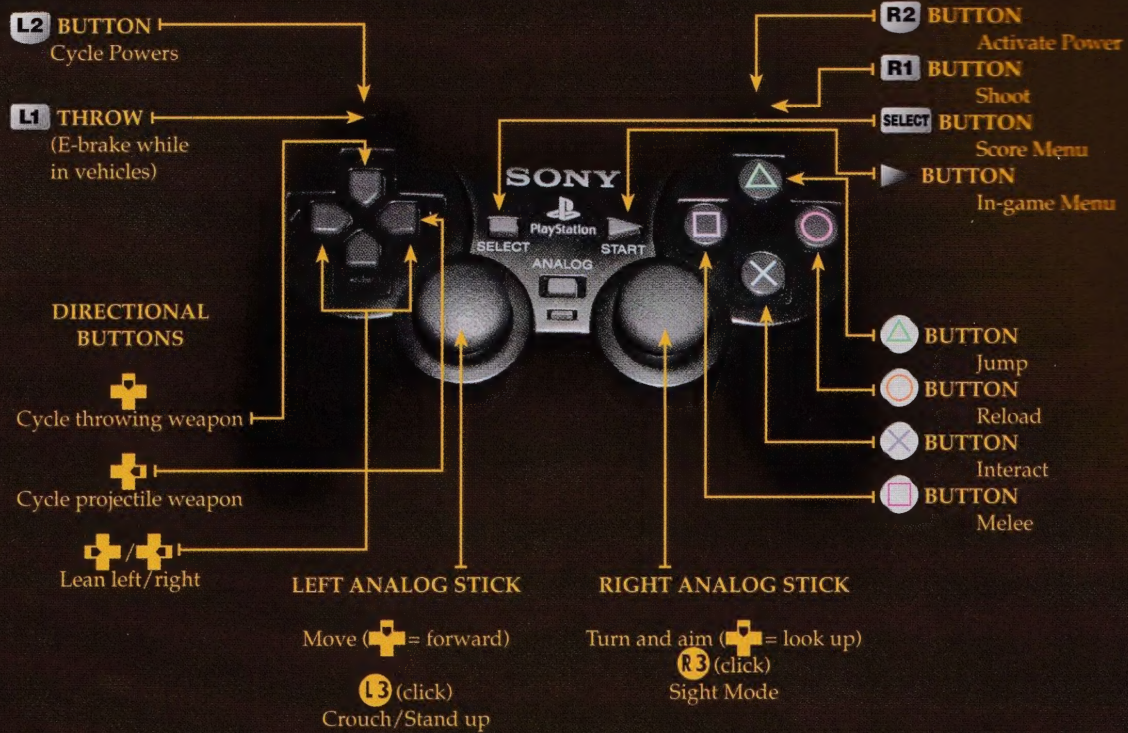 L2 BUTTON
Cycle Powers
L1 THROW
(E-brake while
in vehicles)
DIRECTIONAL
BUTTONS
Cycle throwing weapon
Cycle projectile weapon
/
Lean left/right
SONY
PlayStation
SELECT
START
ANALOG
LEFT ANALOG STICK
Move ( = forward)
L3 (click)
Crouch/Stand up
RIGHT ANALOG STICK
Turn and aim ( = look up)
R3 (click)
Sight Mode
R2 BUTTON
Activate Power
R1 BUTTON
Shoot
SELECT BUTTON
Score Menu
BUTTON
In-game Menu
BUTTON
Jump
BUTTON
Reload
BUTTON
Interact
BUTTON
Melee